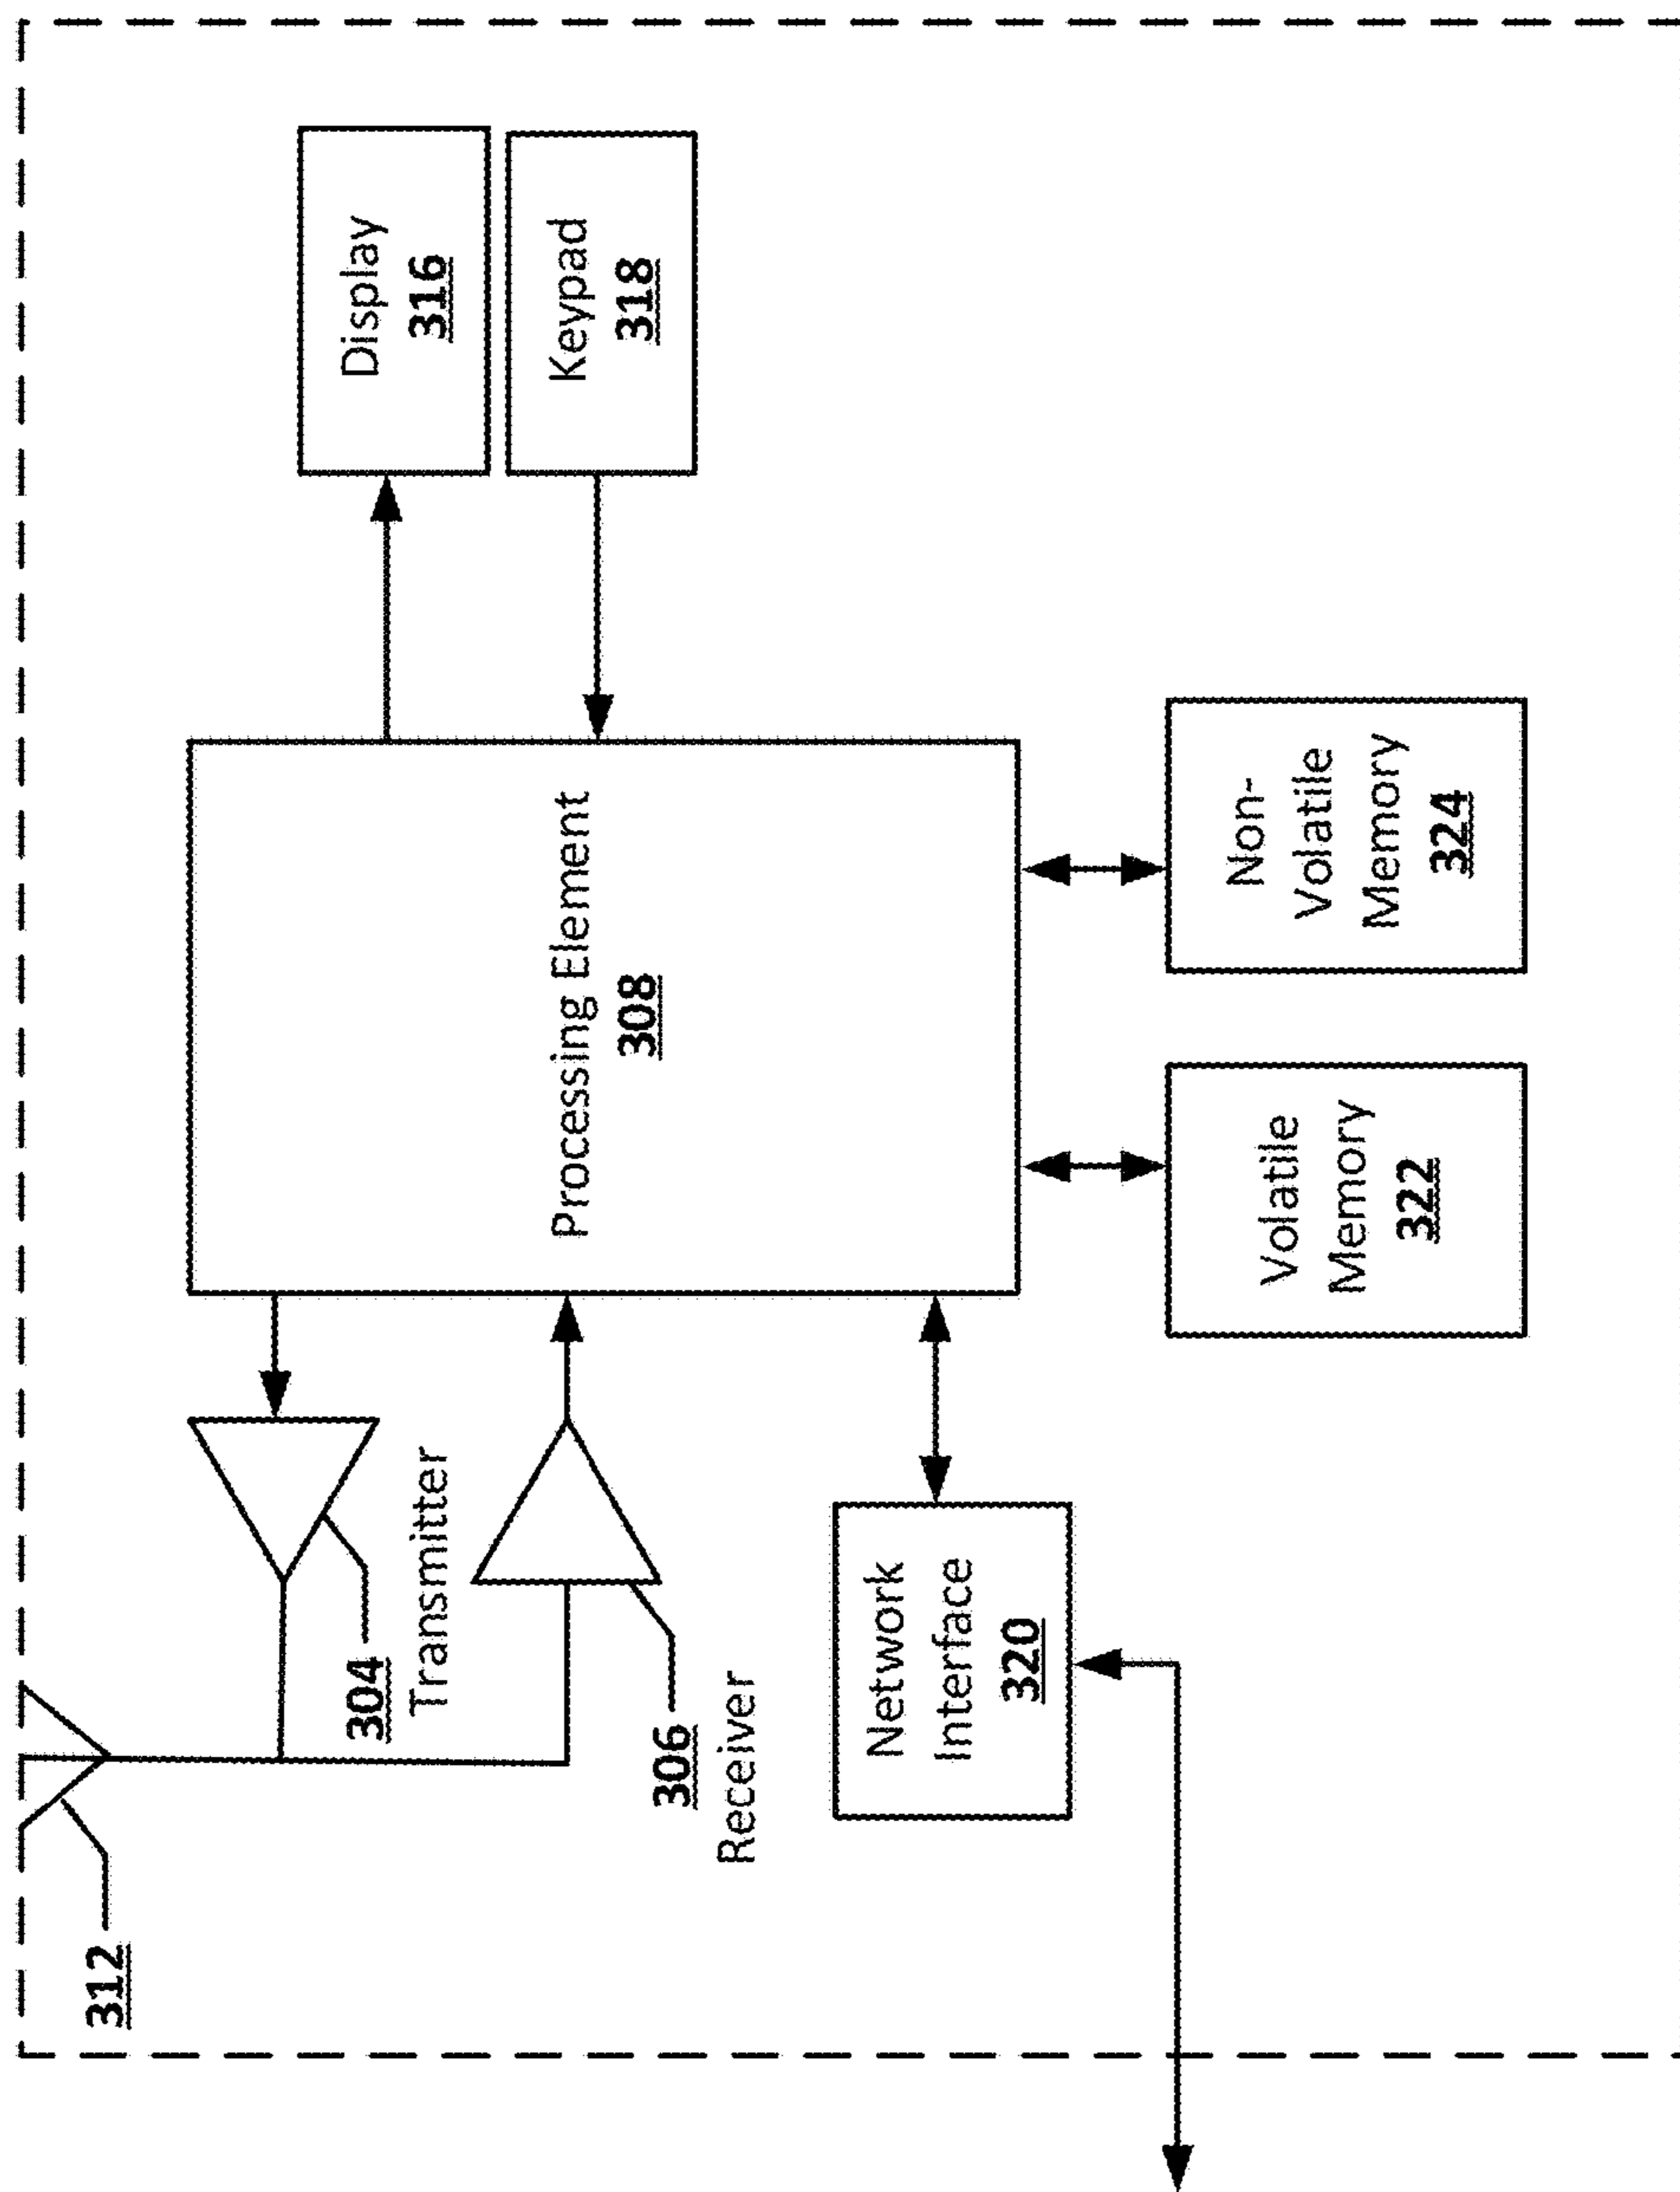 312
304
Transmitter
306
Receiver
Network
Interface
320
Processing Element
308
Display
316
Keypad
318
Volatile
Memory
322
Non-
Volatile
Memory
324